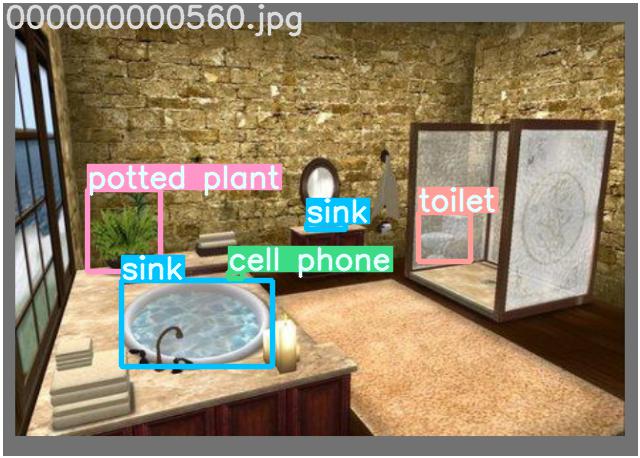 000000000560.jpg
potted plant
toilet
sink
cell phone
sink